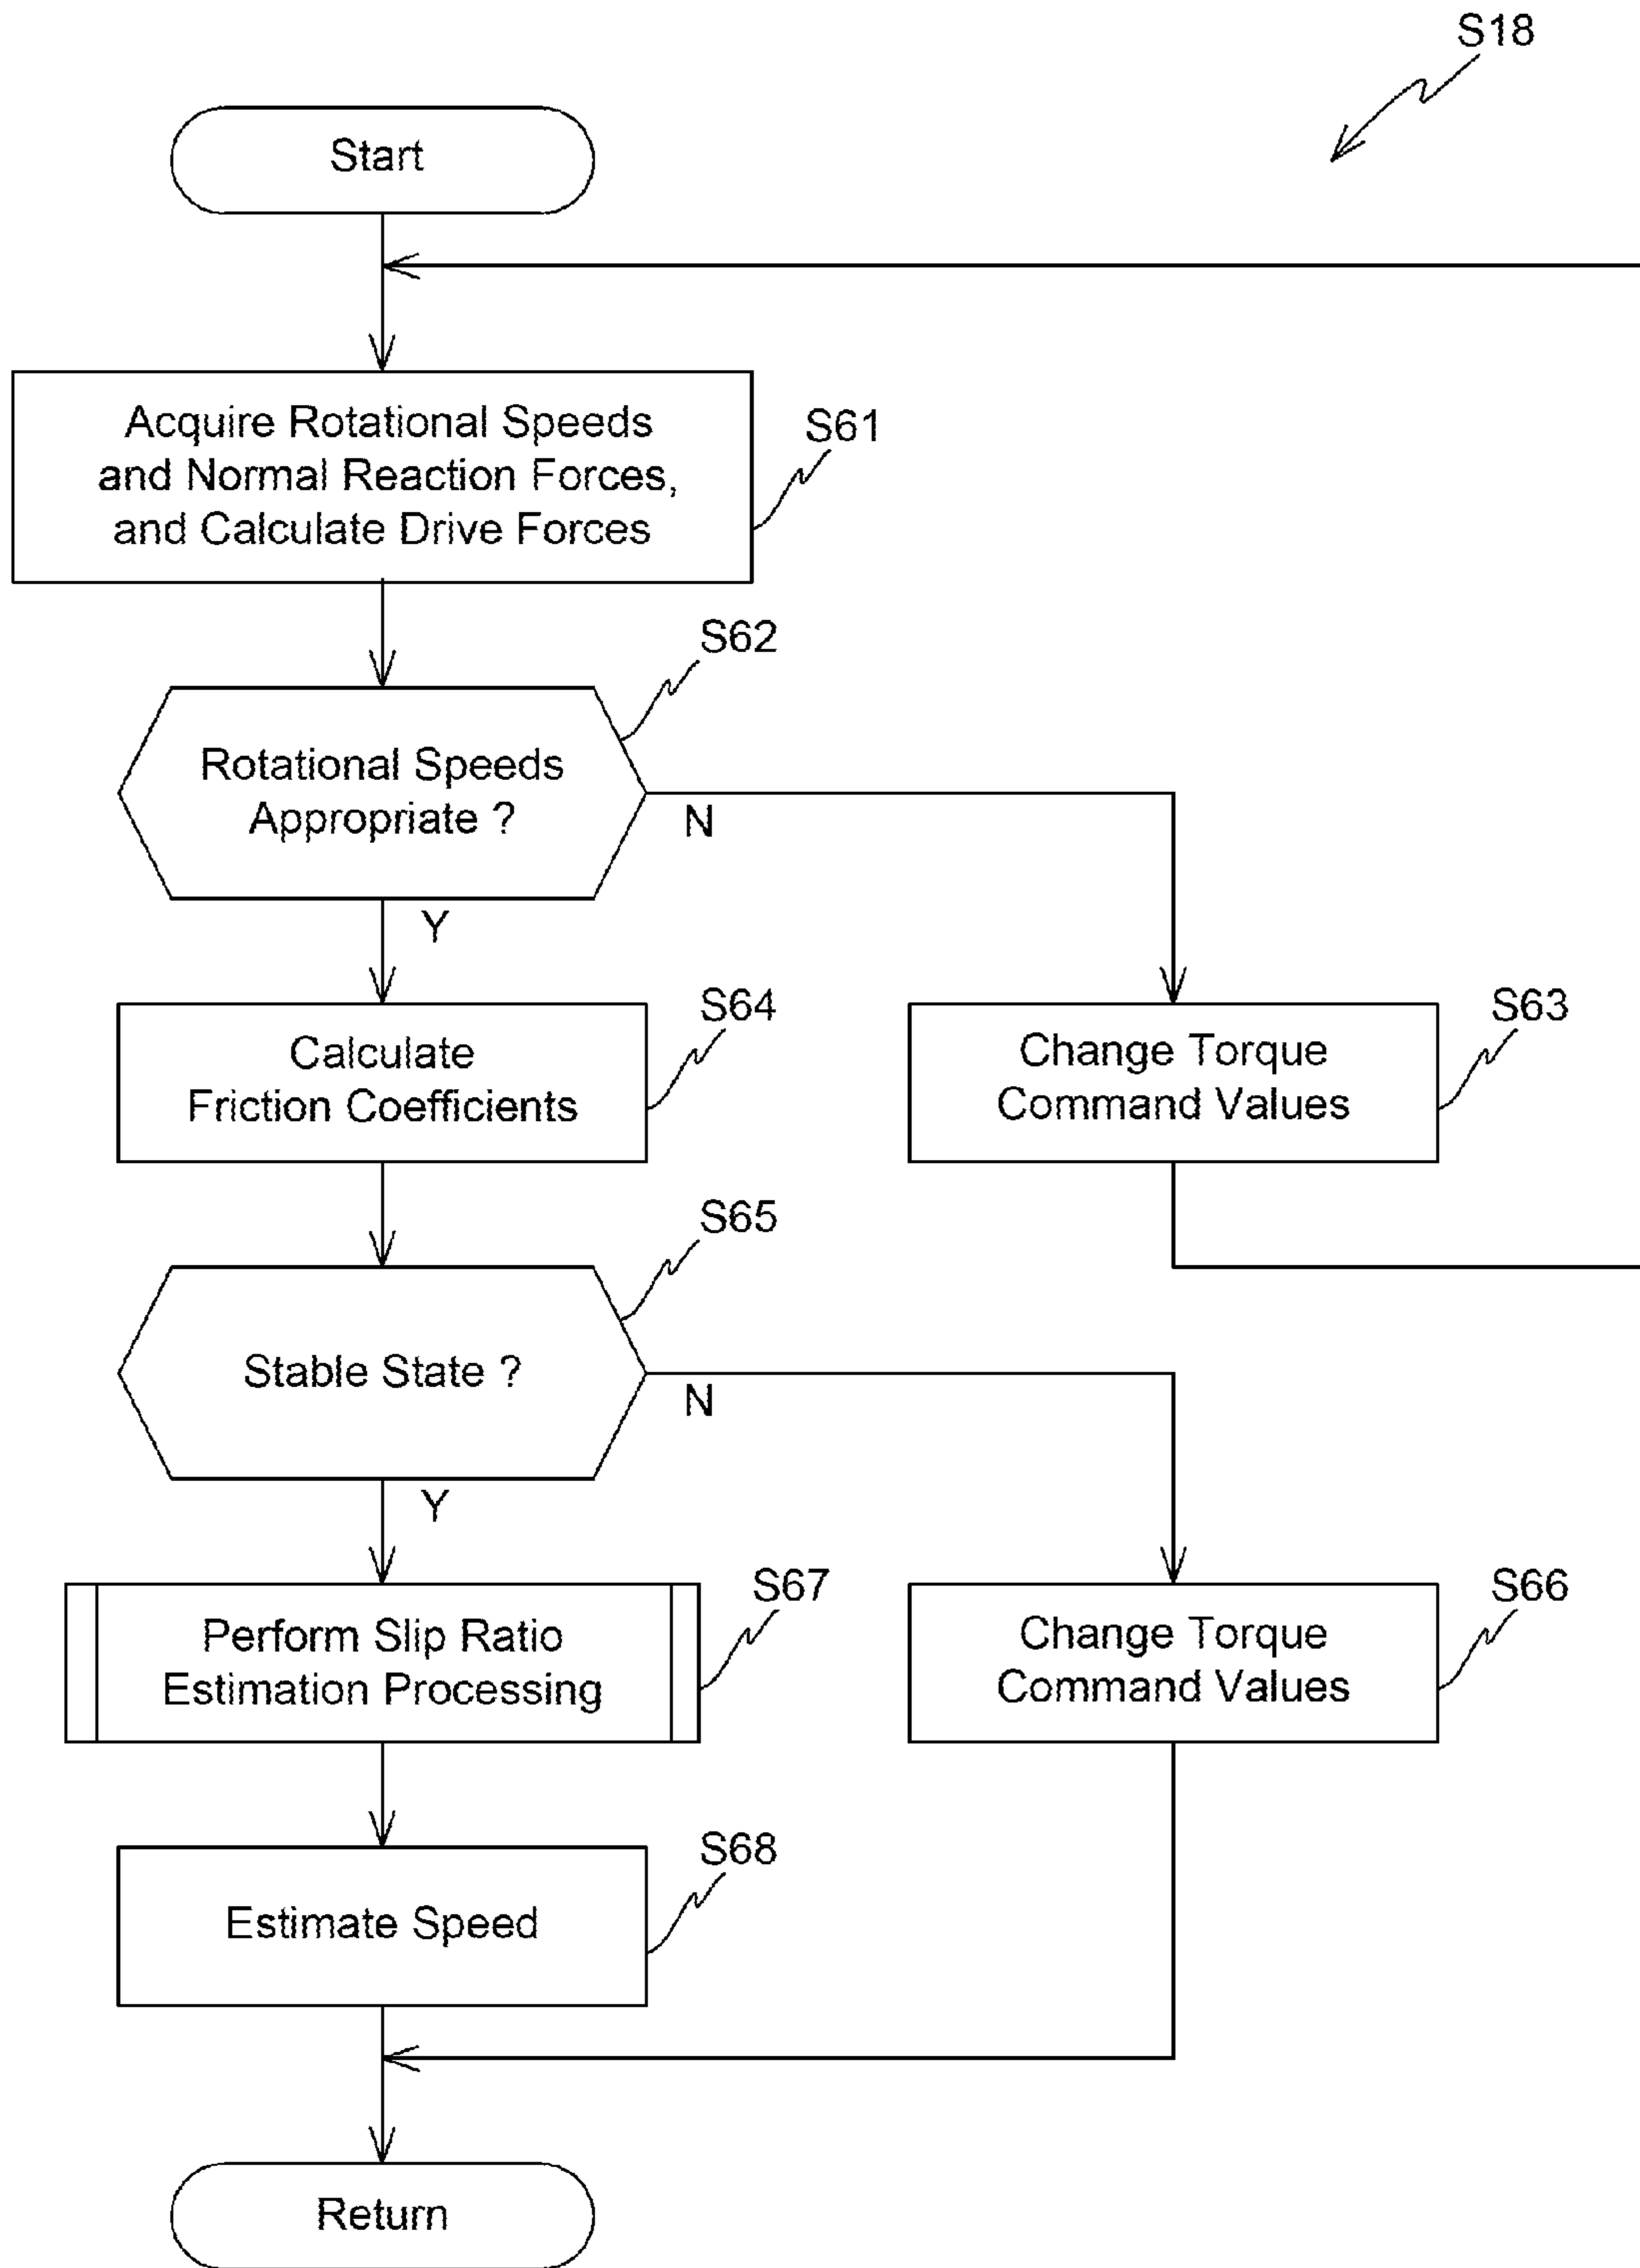 S18
Start
Acquire Rotational Speeds
and Normal Reaction Forces,
and Calculate Drive Forces
S61
S62
Rotational Speeds
Appropriate ?
N
Y
S64
Calculate
Friction Coefficients
S63
Change Torque
Command Values
S65
Stable State ?
N
Y
S67
Perform Slip Ratio
Estimation Processing
S66
Change Torque
Command Values
S68
Estimate Speed
Return